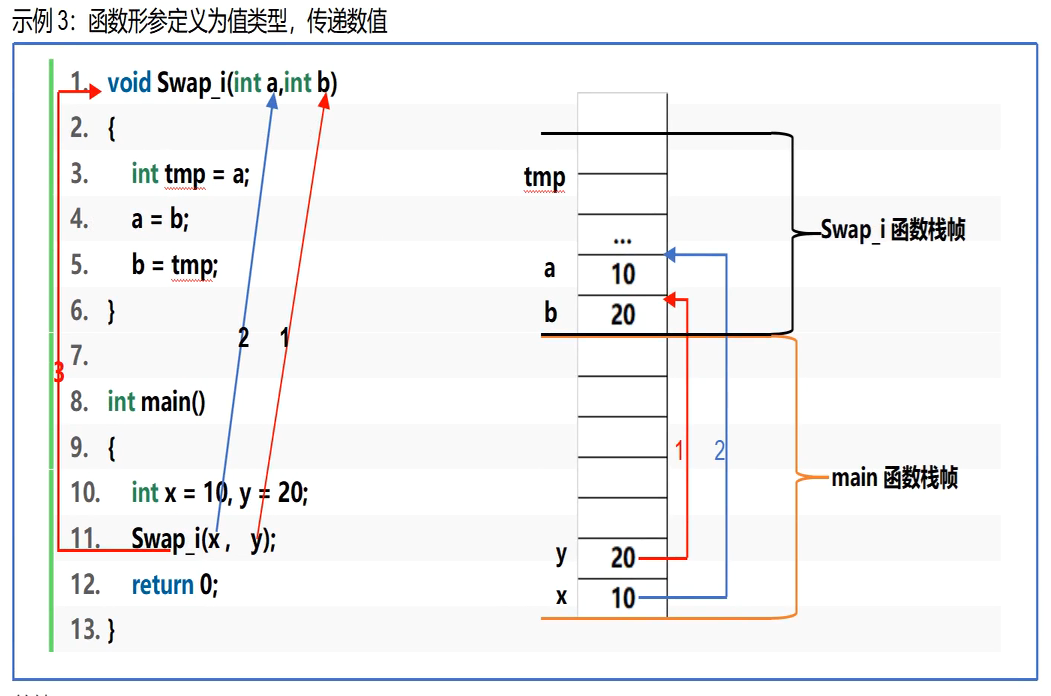 示例 3：函数形参定义为值类型，传递数值
1. void Swap_i(int a,int b)
2. {
3. int tmp = a;
4. a = b;
5. b = tmp;
6. }
7.
8. int main()
9. {
10. int x = 10, y = 20;
11. Swap_i(x , y);
12. return 0;
13. }
2 1
3
tmp
...
a 10
b 20
Swap_i 函数栈帧
1 2
main 函数栈帧
y 20
x 10